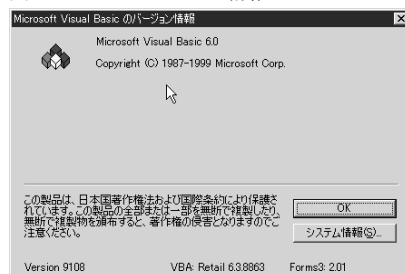 Microsoft Visual Basic のバージョン情報
Microsoft Visual Basic 6.0
Copyright (C) 1987-1999 Microsoft Corp.
この製品は、日本国著作権法および国際条約により保護さ
れています。この製品の全部または一部を無断で複製したり、
無断で複製物を頒布すると、著作権の侵害となりますのでご
注意ください。
OK
システム情報(S)...
Version 9108
VBA: Retail 6.3.8863
Forms3: 2.01